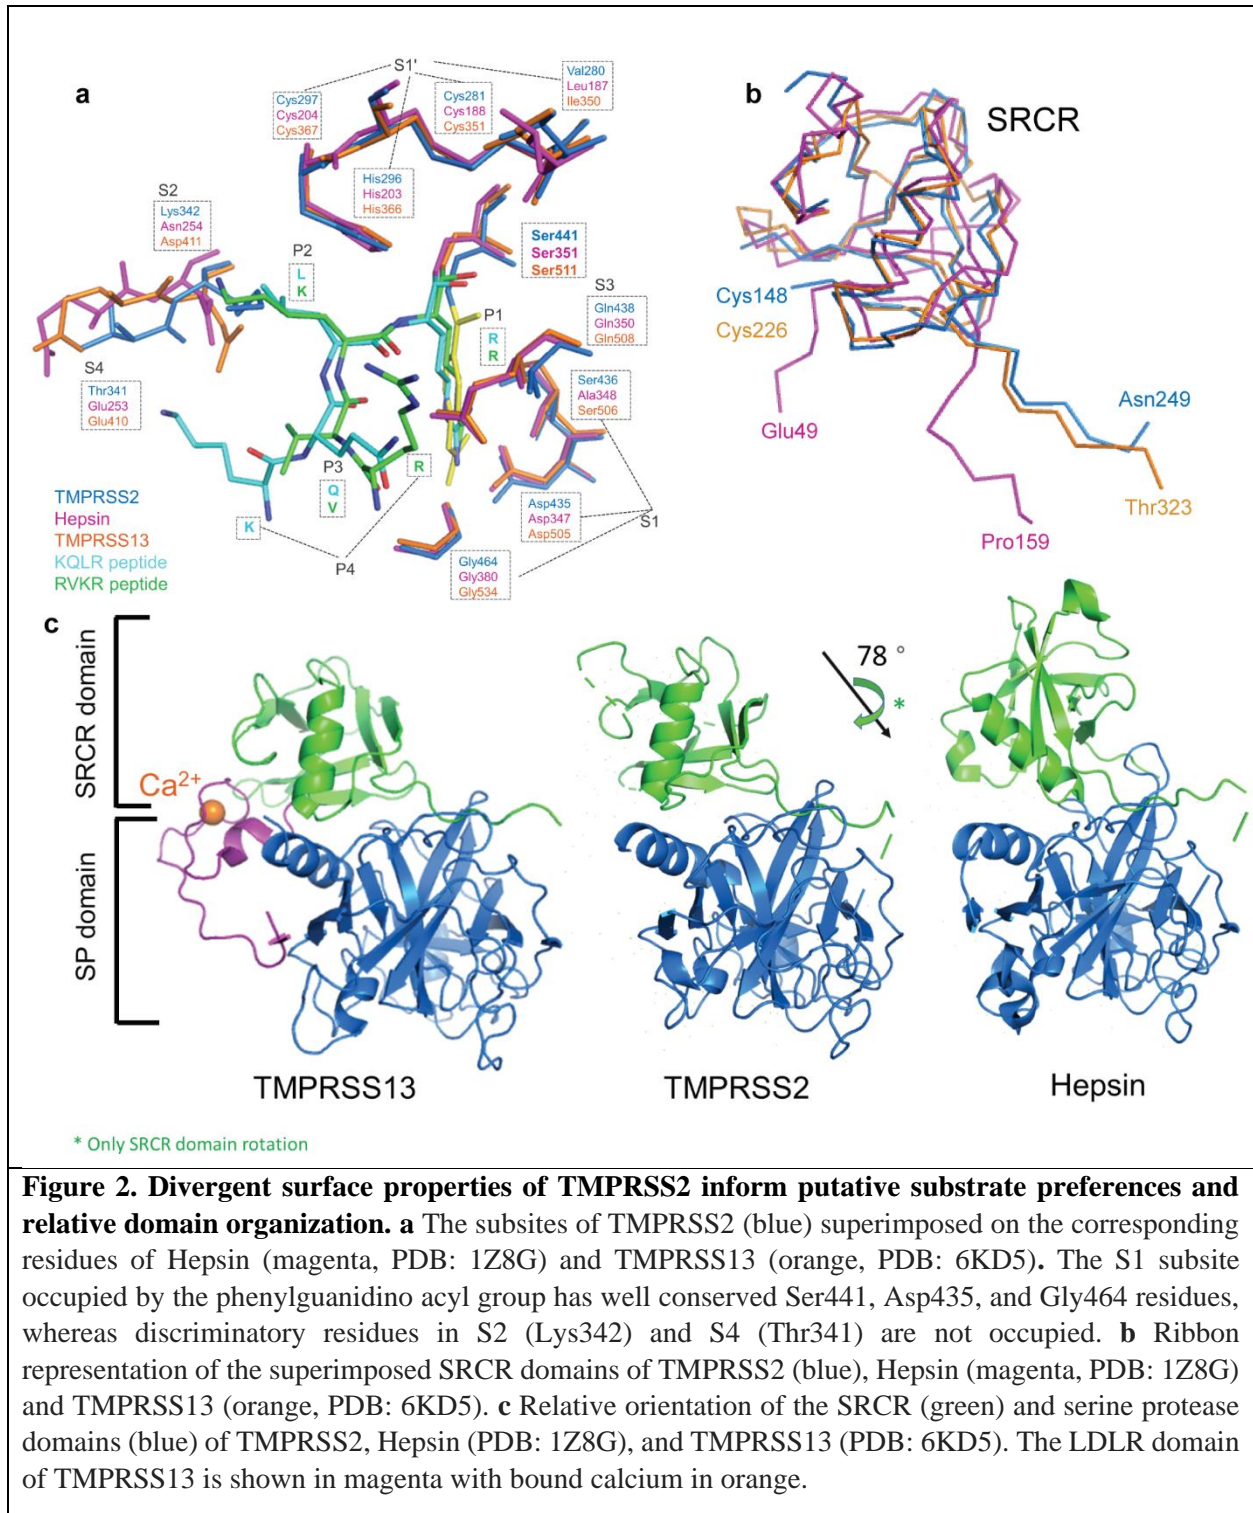 a
S1'
Cys297
Cys204
Cys367
Cys281
Cys188
Cys351
Val280
Leu187
Ile350
His296
His203
His366
S2
Lys342
Asn254
Asp411
P2
L
K
Ser441
Ser351
Ser511
S3
Gln438
Gln350
Gln508
P1
R
R
S4
Thr341
Glu253
Glu410
Ser436
Ala348
Ser506
P3
Q
V
R
K
P4
Asp435
Asp347
Asp505
S1
Gly464
Gly380
Gly534
TMPRSS2
Hepsin
TMPRSS13
KQLR peptide
RVKR peptide
b
SRCR
Cys148
Cys226
Glu49
Asn249
Thr323
Pro159
c
SRCR domain
SP domain
Ca2+
78 °
*
TMPRSS13
TMPRSS2
Hepsin
* Only SRCR domain rotation
Figure 2. Divergent surface properties of TMPRSS2 inform putative substrate preferences and
relative domain organization. a The subsites of TMPRSS2 (blue) superimposed on the corresponding
residues of Hepsin (magenta, PDB: 1Z8G) and TMPRSS13 (orange, PDB: 6KD5). The S1 subsite
occupied by the phenylguanidino acyl group has well conserved Ser441, Asp435, and Gly464 residues,
whereas discriminatory residues in S2 (Lys342) and S4 (Thr341) are not occupied. b Ribbon
representation of the superimposed SRCR domains of TMPRSS2 (blue), Hepsin (magenta, PDB: 1Z8G)
and TMPRSS13 (orange, PDB: 6KD5). c Relative orientation of the SRCR (green) and serine protease
domains (blue) of TMPRSS2, Hepsin (PDB: 1Z8G), and TMPRSS13 (PDB: 6KD5). The LDLR domain
of TMPRSS13 is shown in magenta with bound calcium in orange.